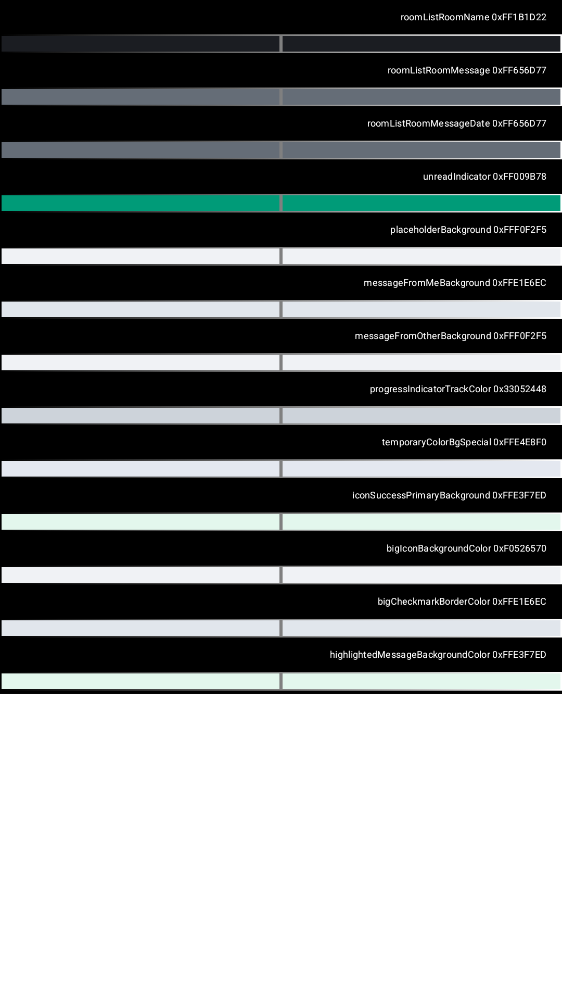 roomListRoomName 0xFF1B1D22
roomListRoomMessage 0xFF656D77
roomListRoomMessageDate 0xFF656D77
unreadIndicator 0xFF009B78
placeholderBackground 0xFFF0F2F5
messageFromMeBackground 0xFFE1E6EC
messageFromOtherBackground 0xFFF0F2F5
progressIndicatorTrackColor 0x33052448
temporaryColorBgSpecial 0xFFE4E8F0
iconSuccessPrimaryBackground 0xFFE3F7ED
bigIconBackgroundColor 0xF0526570
bigCheckmarkBorderColor 0xFFE1E6EC
highlightedMessageBackgroundColor 0xFFE3F7ED